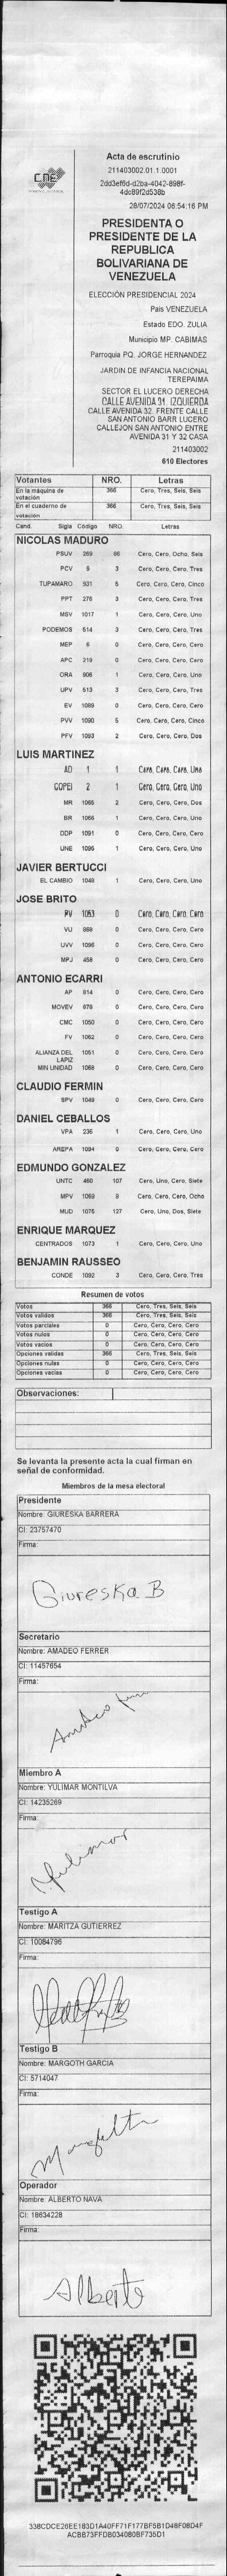 CNE
Acta de escrutinio
211403002.01.1.0001
2dd3ef6d-d2ba-4042-898f-
4dc89f2d538b
28/07/2024 06:54:16 PM
PRESIDENTA O
PRESIDENTE DE LA
REPUBLICA
BOLIVARIANA DE
VENEZUELA
ELECCIÓN PRESIDENCIAL 2024
País VENEZUELA
Estado EDO. ZULIA
Municipio MP. CABIMAS
Parroquia PQ. JORGE HERNANDEZ
JARDIN DE INFANCIA NACIONAL
TEREPAIMA
SECTOR EL LUCERO DERECHA
CALLE AVENIDA 31. IZQUIERDA
CALLE AVENIDA 32. FRENTE CALLE
SAN ANTONIO BARR LUCERO
CALLEJON SAN ANTONIO ENTRE
AVENIDA 31 Y 32 CASA
211403002
610 Electores
Votantes NRO. Letras
En la máquina de votación 366 Cero, Tres, Seis, Seis
En el cuaderno de votación 366 Cero, Tres, Seis, Seis
Cand. Sigla Código NRO. Letras
NICOLAS MADURO
PSUV 269 86 Cero, Cero, Ocho, Seis
PCV 9 3 Cero, Cero, Cero, Tres
TUPAMARO 931 5 Cero, Cero, Cero, Cinco
PPT 276 3 Cero, Cero, Cero, Tres
MSV 1017 1 Cero, Cero, Cero, Uno
PODEMOS 514 3 Cero, Cero, Cero, Tres
MEP 6 0 Cero, Cero, Cero, Cero
APC 219 0 Cero, Cero, Cero, Cero
ORA 906 1 Cero, Cero, Cero, Uno
UPV 513 3 Cero, Cero, Cero, Tres
EV 1089 0 Cero, Cero, Cero, Cero
PVV 1090 5 Cero, Cero, Cero, Cinco
PFV 1093 2 Cero, Cero, Cero, Dos
LUIS MARTINEZ
AD 1 1 Cero, Cero, Cero, Uno
COPEI 2 1 Cero, Cero, Cero, Uno
MR 1065 2 Cero, Cero, Cero, Dos
BR 1066 1 Cero, Cero, Cero, Uno
DDP 1091 0 Cero, Cero, Cero, Cero
UNE 1095 1 Cero, Cero, Cero, Uno
JAVIER BERTUCCI
EL CAMBIO 1048 1 Cero, Cero, Cero, Uno
JOSE BRITO
PV 1053 0 Cero, Cero, Cero, Cero
VU 969 0 Cero, Cero, Cero, Cero
UVV 1096 0 Cero, Cero, Cero, Cero
MPJ 458 0 Cero, Cero, Cero, Cero
ANTONIO ECARRI
AP 814 0 Cero, Cero, Cero, Cero
MOVEV 979 0 Cero, Cero, Cero, Cero
CMC 1050 0 Cero, Cero, Cero, Cero
FV 1062 0 Cero, Cero, Cero, Cero
ALIANZA DEL LAPIZ 1051 0 Cero, Cero, Cero, Cero
MIN UNIDAD 1068 0 Cero, Cero, Cero, Cero
CLAUDIO FERMIN
SPV 1049 0 Cero, Cero, Cero, Cero
DANIEL CEBALLOS
VPA 235 1 Cero, Cero, Cero, Uno
AREPA 1094 0 Cero, Cero, Cero, Cero
EDMUNDO GONZALEZ
UNTC 460 107 Cero, Uno, Cero, Siete
MPV 1069 8 Cero, Cero, Cero, Ocho
MUD 1075 127 Cero, Uno, Dos, Siete
ENRIQUE MARQUEZ
CENTRADOS 1073 1 Cero, Cero, Cero, Uno
BENJAMIN RAUSSEO
CONDE 1092 3 Cero, Cero, Cero, Tres
Resumen de votos
Votos 366 Cero, Tres, Seis, Seis
Votos validos 366 Cero, Tres, Seis, Seis
Votos parciales 0 Cero, Cero, Cero, Cero
Votos nulos 0 Cero, Cero, Cero, Cero
Votos vacios 0 Cero, Cero, Cero, Cero
Opciones validas 366 Cero, Tres, Seis, Seis
Opciones nulas 0 Cero, Cero, Cero, Cero
Opciones vacias 0 Cero, Cero, Cero, Cero
Observaciones:
Se levanta la presente acta la cual firman en
señal de conformidad.
Miembros de la mesa electoral
Presidente
Nombre: GIURESKA BARRERA
CI: 23757470
Firma:
Giureska B
Secretario
Nombre: AMADEO FERRER
CI: 11457654
Firma:
Amadeo
Miembro A
Nombre: YULIMAR MONTILVA
CI: 14235269
Firma:
Yulimar
Testigo A
Nombre: MARITZA GUTIERREZ
CI: 10084796
Firma:
Testigo B
Nombre: MARGOTH GARCIA
CI: 5714047
Firma:
Operador
Nombre: ALBERTO NAVA
CI: 18634228
Firma:
Alberto
338CDCE26EE183D1A40FF71F177BF5B1D48F08D4F
ACBB73FFDB034080BF735D1